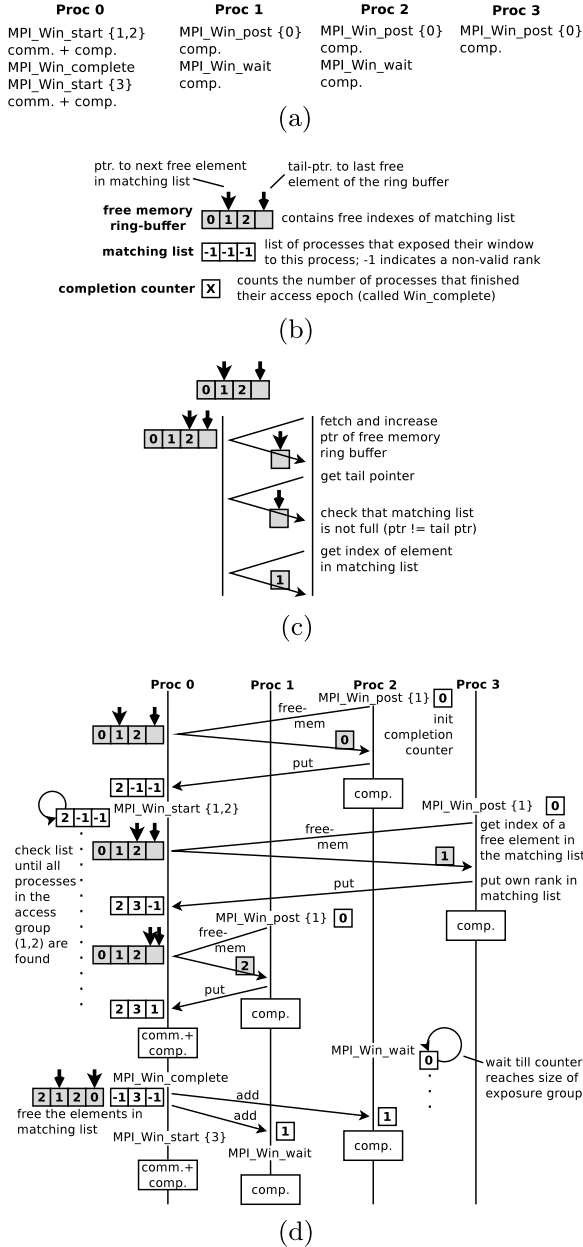 Proc 0 Proc 1 Proc 2 Proc 3
MPI_Win_start {1,2} MPI_Win_post {0} MPI_Win_post {0} MPI_Win_post {0}
comm. + comp. comp. comp. comp.
MPI_Win_complete MPI_Win_wait MPI_Win_wait
MPI_Win_start {3} comp. comp.
comm. + comp.
(a)
ptr. to next free element
in matching list
tail-ptr. to last free
element of the ring buffer
free memory
ring-buffer
0 1 2
contains free indexes of matching list
matching list
-1 -1 -1
list of processes that exposed their window
to this process; -1 indicates a non-valid rank
completion counter
X
counts the number of processes that finished
their access epoch (called Win_complete)
(b)
0 1 2
0 1 2
fetch and increase
ptr of free memory
ring buffer
get tail pointer
check that matching list
is not full (ptr != tail ptr)
get index of element
in matching list
1
(c)
Proc 0 Proc 1 Proc 2 Proc 3
MPI_Win_post {1} 0
init
completion
counter
free-
mem
0 1 2
0
put
2 -1 -1
comp.
MPI_Win_start {1,2}
2 -1 -1
MPI_Win_post {1} 0
check list
until all
processes
in the
access
group
(1,2) are
found
0 1 2
free-
mem
1
get index of a
free element in
the matching list
put
put own rank in
matching list
2 3 -1
comp.
MPI_Win_post {1} 0
free-
mem
0 1 2
2
put
2 3 1
comp.
comm.+
comp.
MPI_Win_wait
0
wait till counter
reaches size of
exposure group
MPI_Win_complete
2 1 2 0
-1 3 -1
free the elements in
matching list
add
add
1
1
MPI_Win_start {3}
MPI_Win_wait
comp.
comm.+
comp.
comp.
(d)